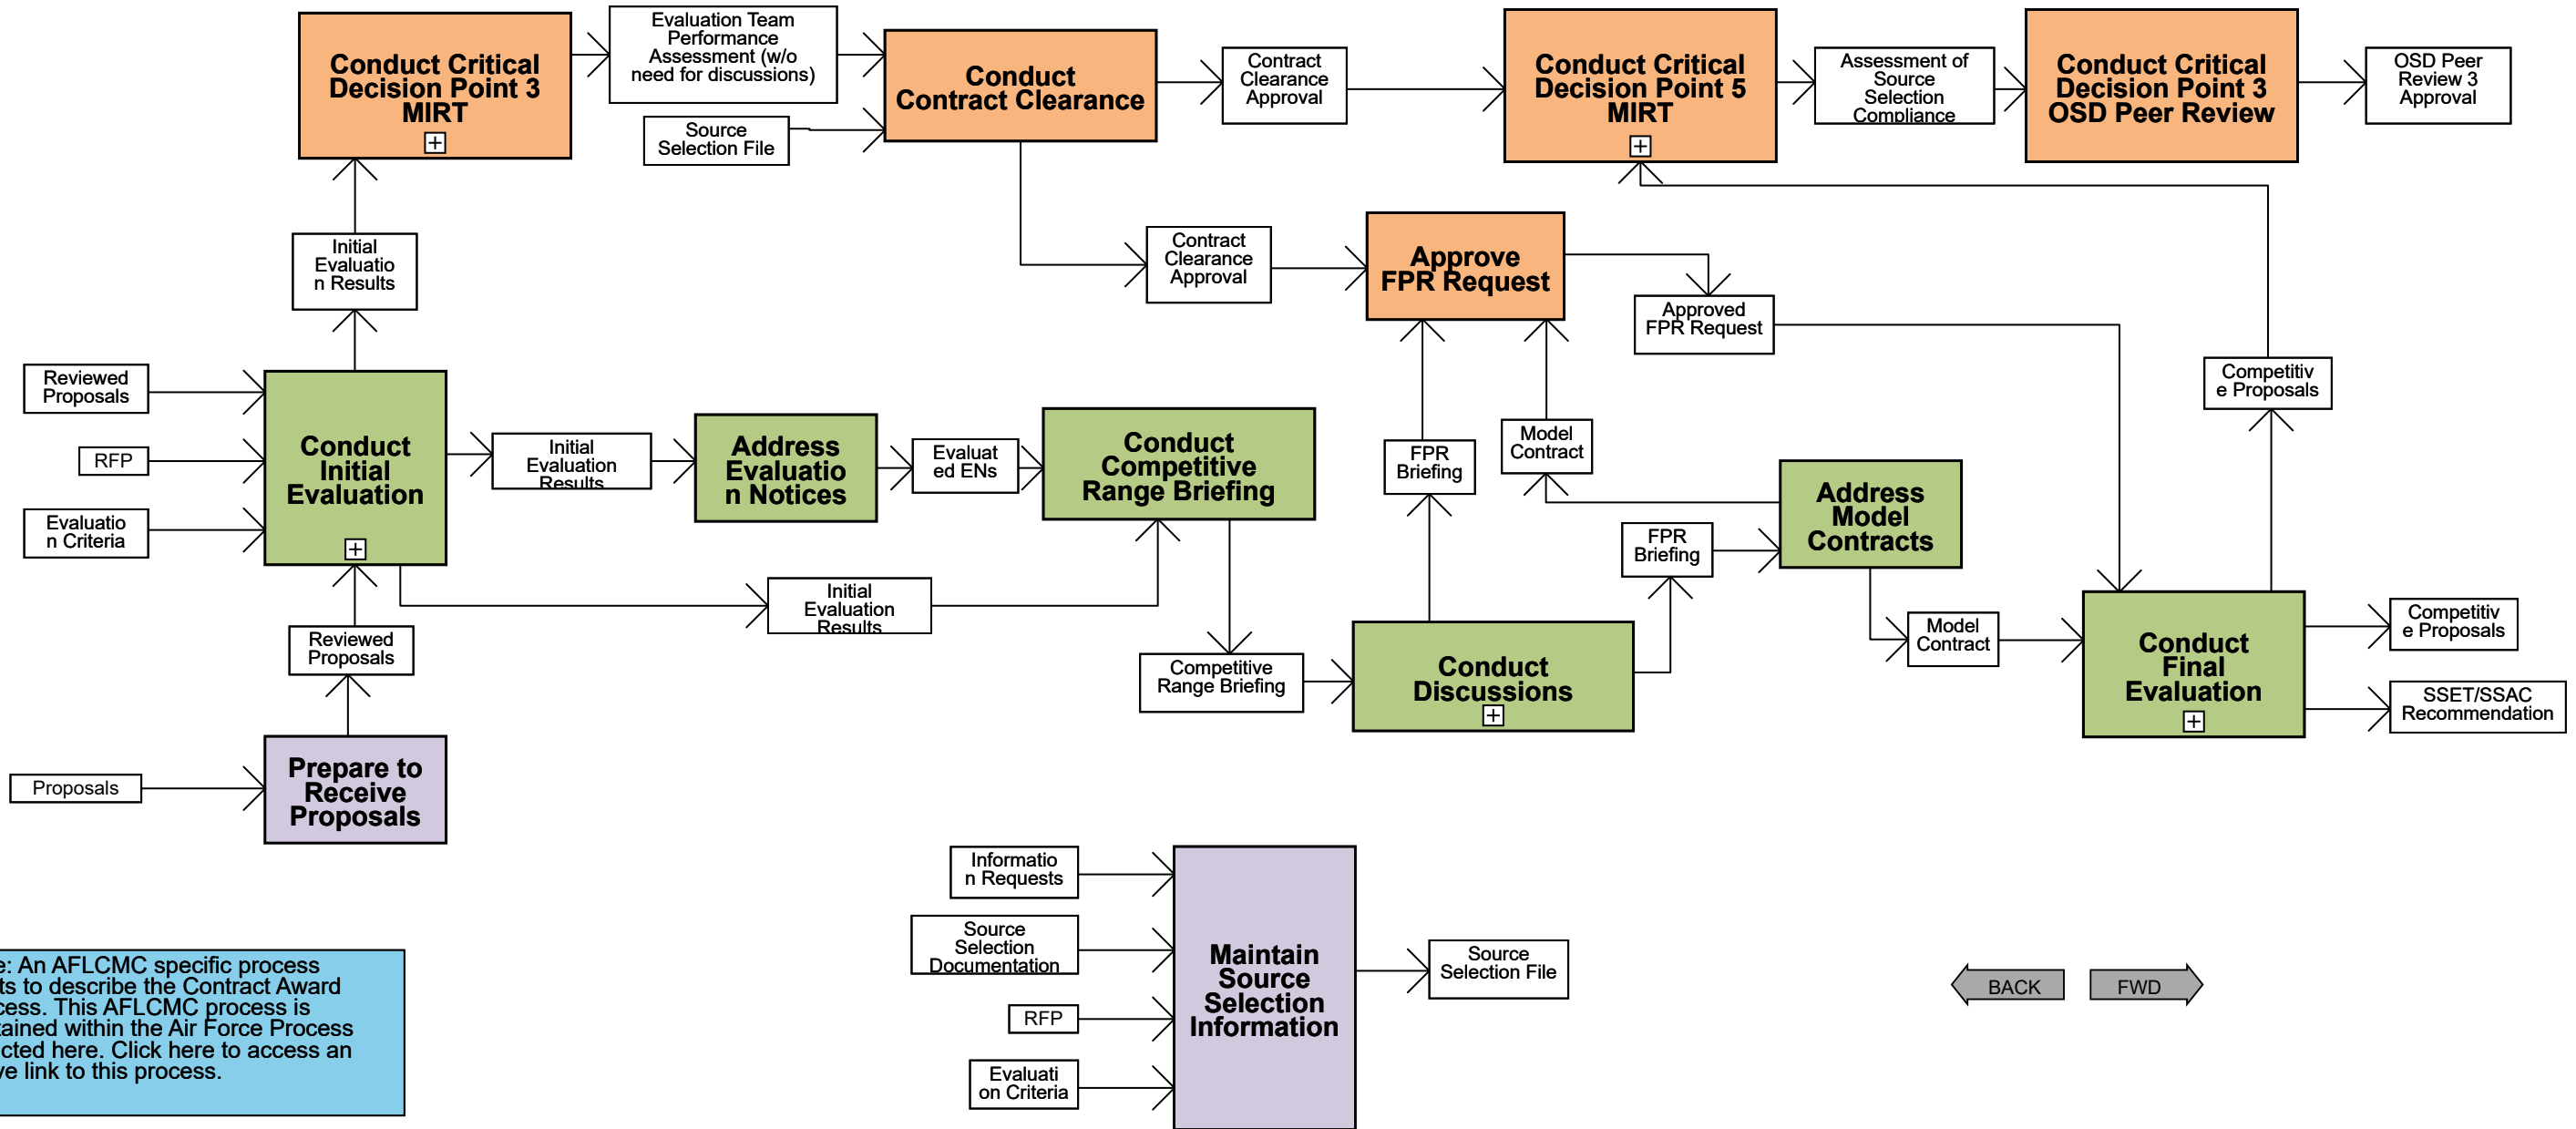 Conduct Critical
Decision Point 3
MIRT
Evaluation Team
Performance
Assessment (w/o
need for discussions)
Source
Selection File
Conduct
Contract Clearance
Contract
Clearance
Approval
Conduct Critical
Decision Point 5
MIRT
Assessment of
Source
Selection
Compliance
Conduct Critical
Decision Point 3
OSD Peer Review
OSD Peer
Review 3
Approval
Initial
Evaluatio
n Results
Contract
Clearance
Approval
Approve
FPR Request
Approved
FPR Request
Competitiv
e Proposals
Reviewed
Proposals
RFP
Evaluatio
n Criteria
Conduct
Initial
Evaluation
Initial
Evaluation
Results
Address
Evaluatio
n Notices
Evaluat
ed ENs
Conduct
Competitive
Range Briefing
FPR
Briefing
Model
Contract
Address
Model
Contracts
FPR
Briefing
Initial
Evaluation
Results
Reviewed
Proposals
Competitive
Range Briefing
Conduct
Discussions
Model
Contract
Conduct
Final
Evaluation
Competitiv
e Proposals
SSET/SSAC
Recommendation
Proposals
Prepare to
Receive
Proposals
Informatio
n Requests
Source
Selection
Documentation
RFP
Evaluati
on Criteria
Maintain
Source
Selection
Information
Source
Selection File
BACK
FWD
e: An AFLCMC specific process
ts to describe the Contract Award
cess. This AFLCMC process is
tained within the Air Force Process
cted here. Click here to access an
ve link to this process.